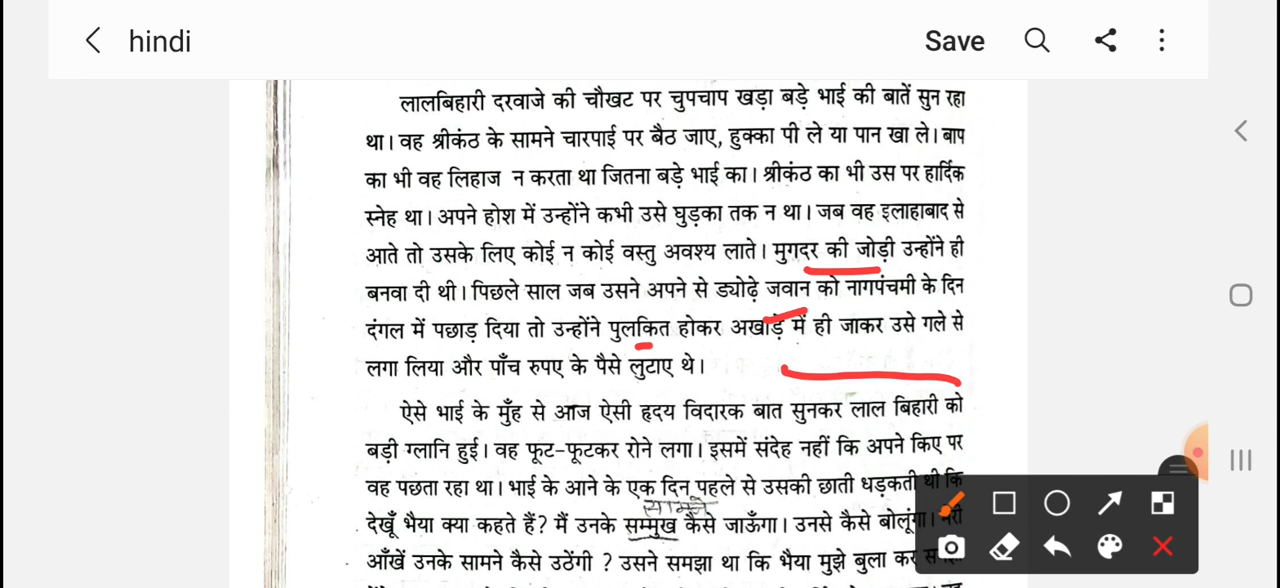 hindi
Save
लालबिहारी दरवाजे की चौखट पर चुपचाप खड़ा बड़े भाई की बातें सुन रहा
था। वह श्रीकंठ के सामने चारपाई पर बैठ जाए, हुक्का पी ले या पान खा ले। बाप
का भी वह लिहाज न करता था जितना बड़े भाई का। श्रीकंठ का भी उस पर हार्दिक
स्नेह था। अपने होश में उन्होंने कभी उसे घुड़का तक न था। जब वह इलाहाबाद से
आते तो उसके लिए कोई न कोई वस्तु अवश्य लाते। मुगदर की जोड़ी उन्होंने ही
बनवा दी थी। पिछले साल जब उसने अपने से ड्योढ़े जवान को नागपंचमी के दिन
दंगल में पछाड़ दिया तो उन्होंने पुलकित होकर अखाड़े में ही जाकर उसे गले से
लगा लिया और पाँच रुपए के पैसे लुटाए थे।
ऐसे भाई के मुँह से आज ऐसी हृदय विदारक बात सुनकर लाल बिहारी को
बड़ी ग्लानि हुई। वह फूट-फूटकर रोने लगा। इसमें संदेह नहीं कि अपने किए पर
वह पछता रहा था। भाई के आने के एक दिन पहले से उसकी छाती धड़कती थी कि
सामने
देखूँ भैया क्या कहते हैं? मैं उनके सम्मुख कैसे जाऊँगा। उनसे कैसे बोलूंगा।
आँखें उनके सामने कैसे उठेंगी ? उसने समझा था कि भैया मुझे बुला कर